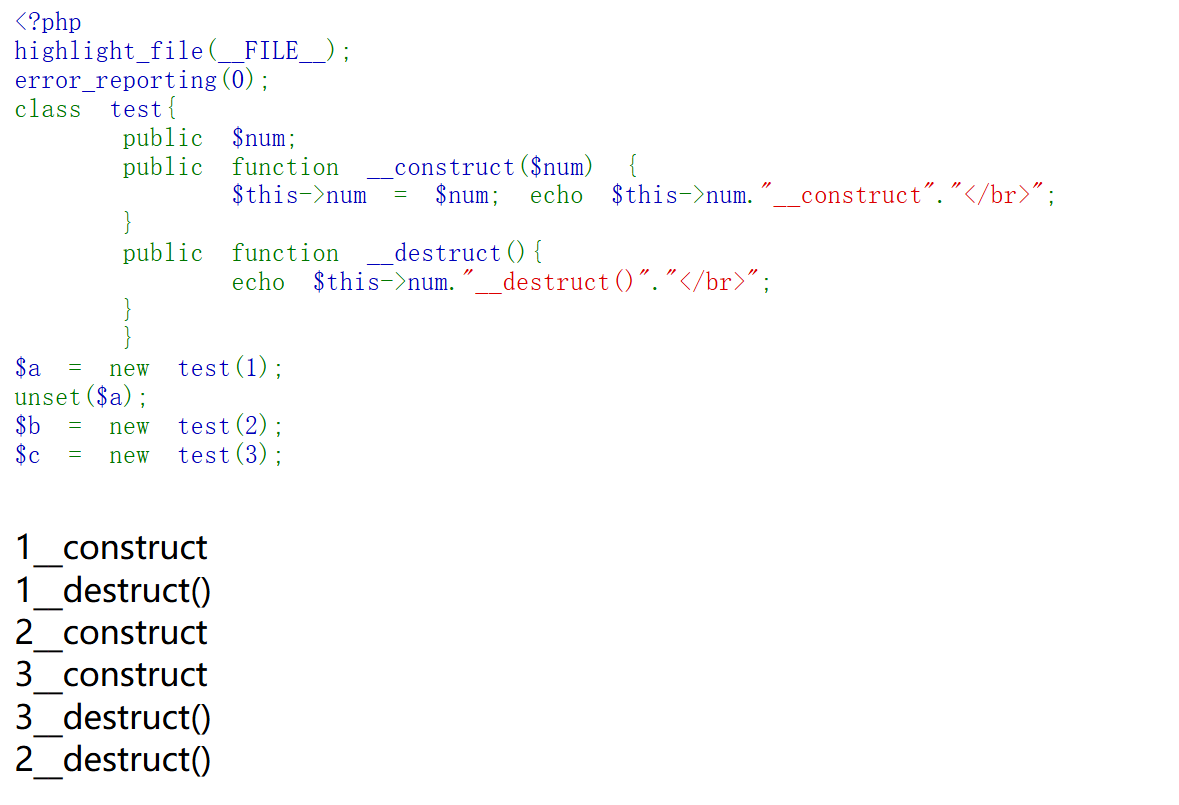 <?php
highlight_file(__FILE__);
error_reporting(0);
class test{
public $num;
public function __construct($num) {
$this->num = $num; echo $this->num."__construct"."</br>";
}
public function __destruct(){
echo $this->num."__destruct()"."</br>";
}
}
$a = new test(1);
unset($a);
$b = new test(2);
$c = new test(3);
1__construct
1__destruct()
2__construct
3__construct
3__destruct()
2__destruct()